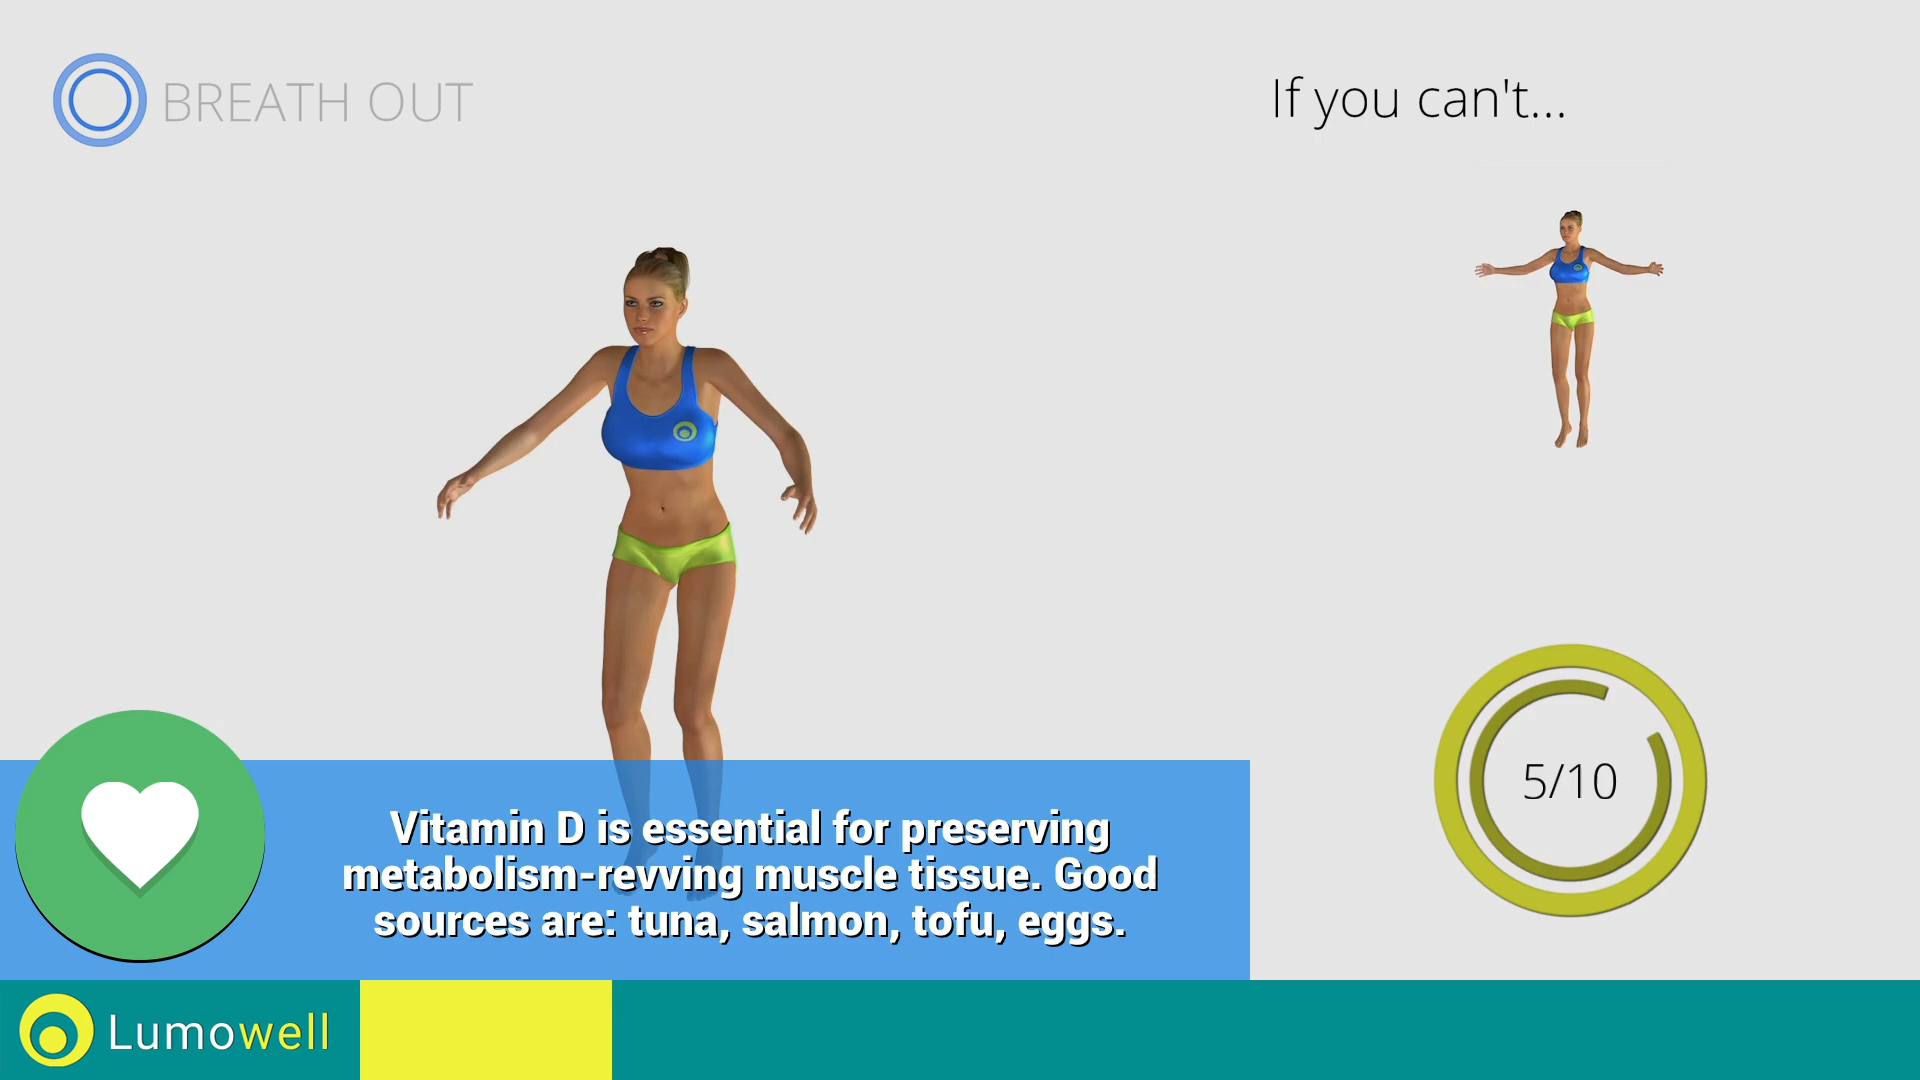 BREATH OUT
If you can't...
5/10
Vitamin D is essential for preserving
metabolism-revving muscle tissue. Good
sources are: tuna, salmon, tofu, eggs.
Lumowell